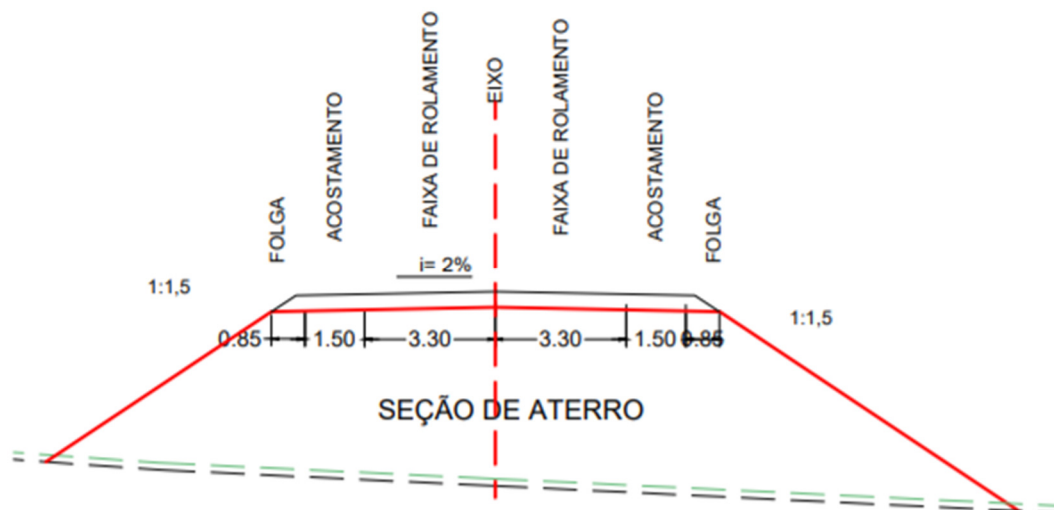 FOLGA
ACOSTAMENTO
FAIXA DE ROLAMENTO
EIXO
FAIXA DE ROLAMENTO
ACOSTAMENTO
FOLGA
i= 2%
1:1,5
1:1,5
0.85 1.50 3.30 3.30 1.50 0.85
SEÇÃO DE ATERRO